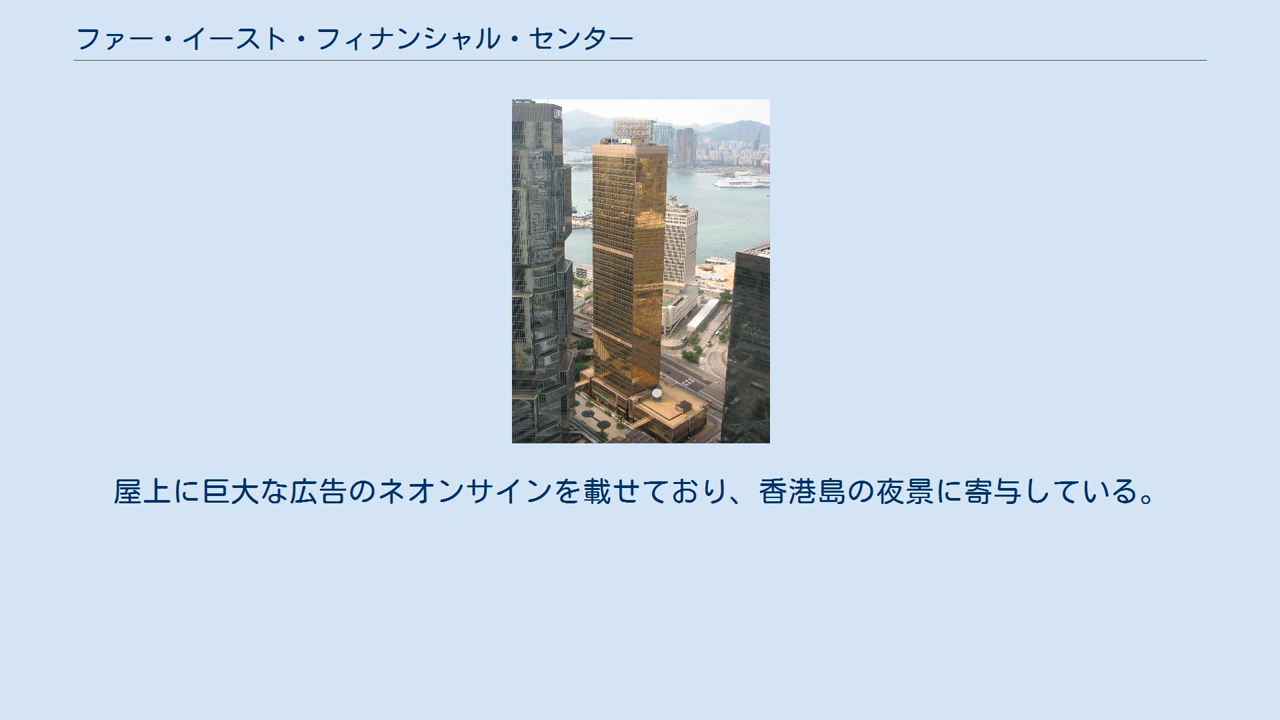 ファー・イースト・フィナンシャル・センター
屋上に巨大な広告のネオンサインを載せており、香港島の夜景に寄与している。